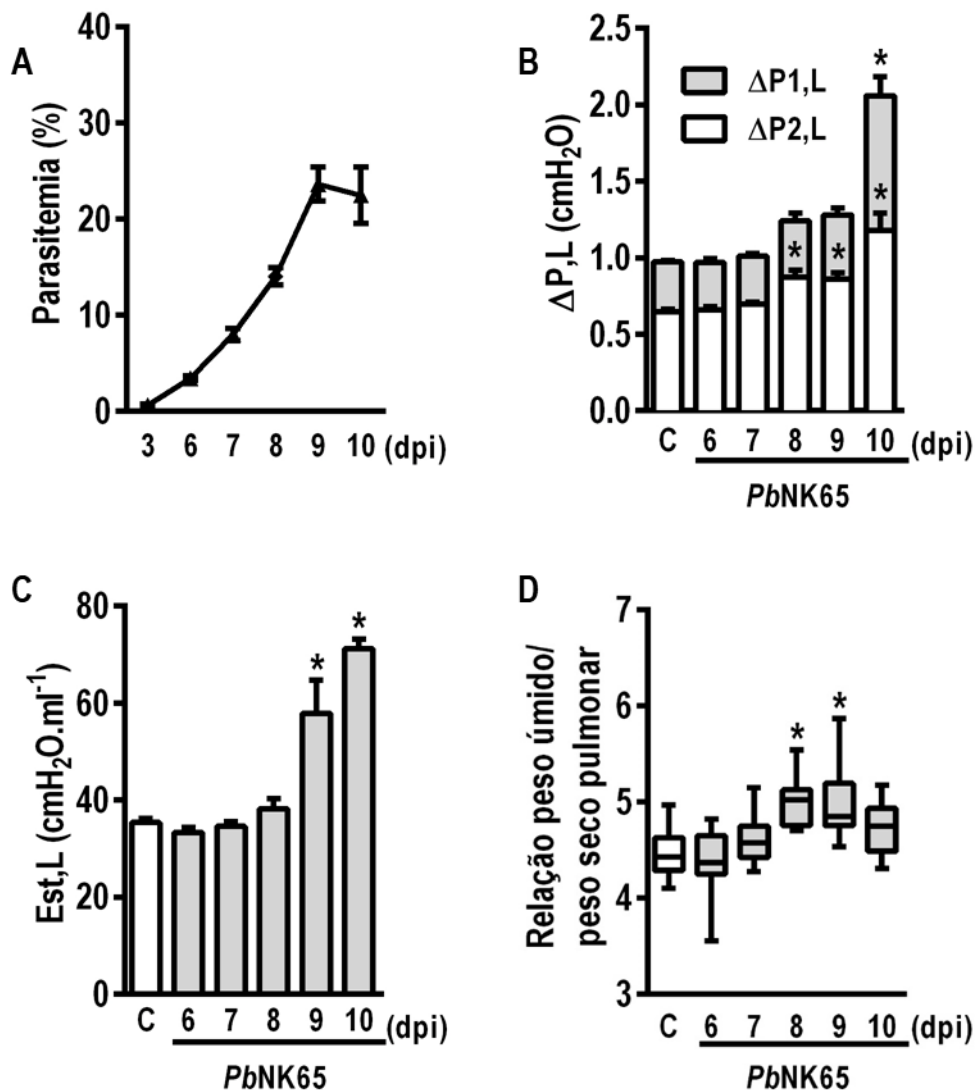 A
Parasitemia (%)
40
30
20
10
0
3 6 7 8 9 10 (dpi)
B
ΔP,L (cmH₂O)
2.5
2.0
1.5
1.0
0.5
0.0
ΔP1,L
ΔP2,L
*
*
* *
C 6 7 8 9 10 (dpi)
PbNK65
C
Est,L (cmH₂O.ml⁻¹)
80
60
40
20
0
* *
C 6 7 8 9 10 (dpi)
PbNK65
D
Relação peso úmido/
peso seco pulmonar
7
6
5
4
3
* *
C 6 7 8 9 10 (dpi)
PbNK65